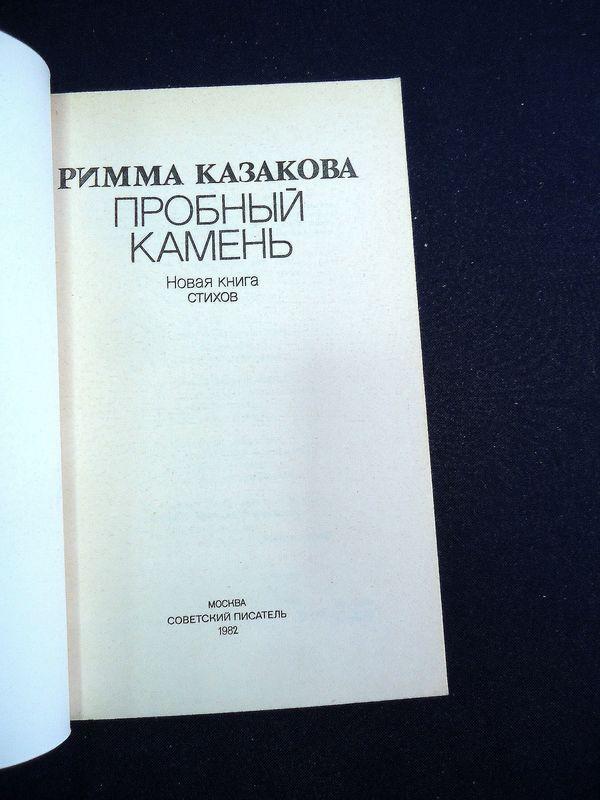 РИММА КАЗАКОВА
ПРОБНЫЙ
КАМЕНЬ
Новая книга
стихов
МОСКВА
СОВЕТСКИЙ ПИСАТЕЛЬ
1982